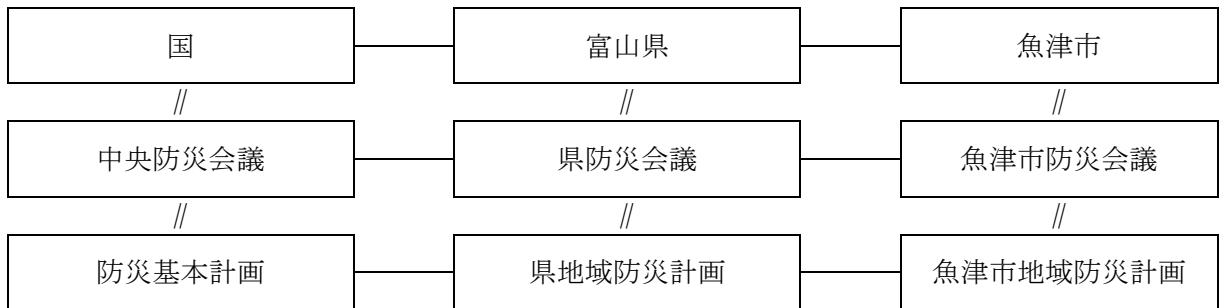 国 富山県 魚津市
// // //
中央防災会議 県防災会議 魚津市防災会議
// // //
防災基本計画 県地域防災計画 魚津市地域防災計画